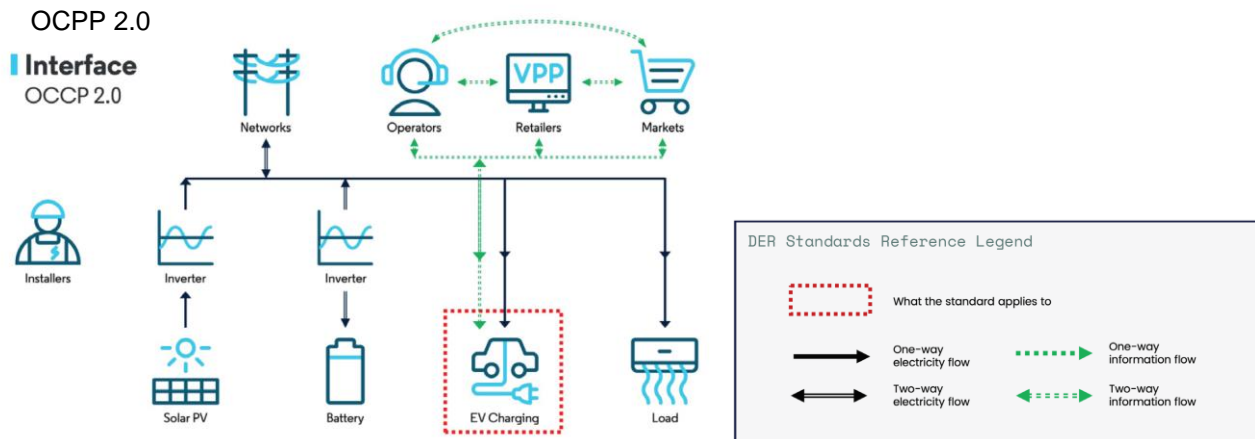 OCPP 2.0
Interface
OCCP 2.0
Networks
Operators
VPP
Retailers
Markets
Installers
Inverter
Inverter
Solar PV
Battery
EV Charging
Load
DER Standards Reference Legend
What the standard applies to
One-way
electricity flow
One-way
information flow
Two-way
electricity flow
Two-way
information flow